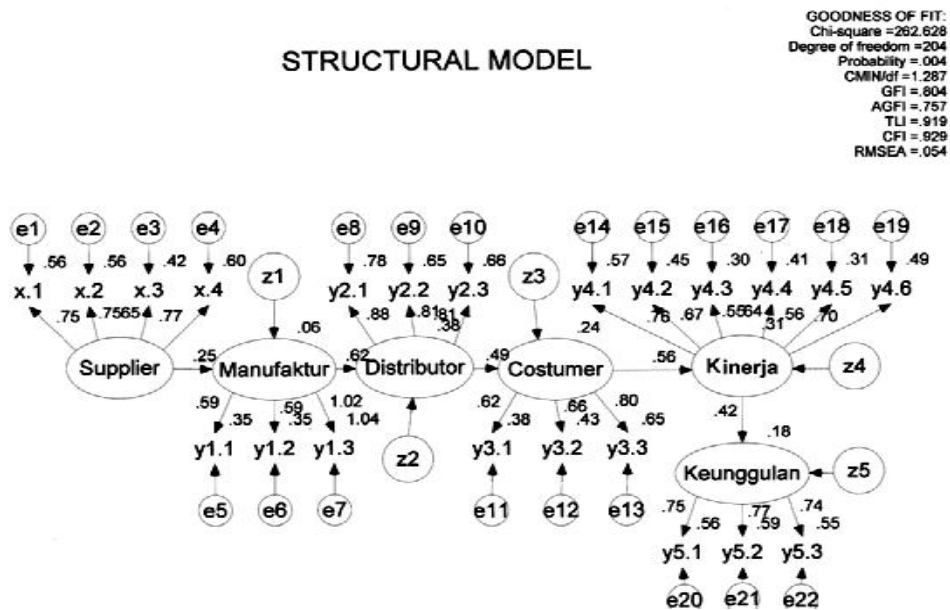 GOODNESS OF FIT:
Chi-square =262.628
Degree of freedom =204
Probability =.004
CMIN/df =1.287
GFI =.804
AGFI =.757
TLI =.919
CFI =.929
RMSEA =.054
STRUCTURAL MODEL
e1 e2 e3 e4 e8 e9 e10 e14 e15 e16 e17 e18 e19
z1 z3
.56 .56 .42 .60 .78 .65 .66 .57 .45 .30 .41 .31 .49
x.1 x.2 x.3 x.4 y2.1 y2.2 y2.3 y4.1 y4.2 y4.3 y4.4 y4.5 y4.6
.75 .75 .65 .77 .88 .81 .81 .76 .67 .55 .64 .56 .70
.06 .38 .24 .31
Supplier .25 Manufaktur .62 Distributor .49 Costumer .56 Kinerja z4
.59 .59 1.02 .62 .66 .80 .42
.35 .35 1.04 .38 .43 .65 .18
y1.1 y1.2 y1.3 z2 y3.1 y3.2 y3.3 Keunggulan z5
e5 e6 e7 e11 e12 e13
.75 .77 .74
.56 .59 .55
y5.1 y5.2 y5.3
e20 e21 e22